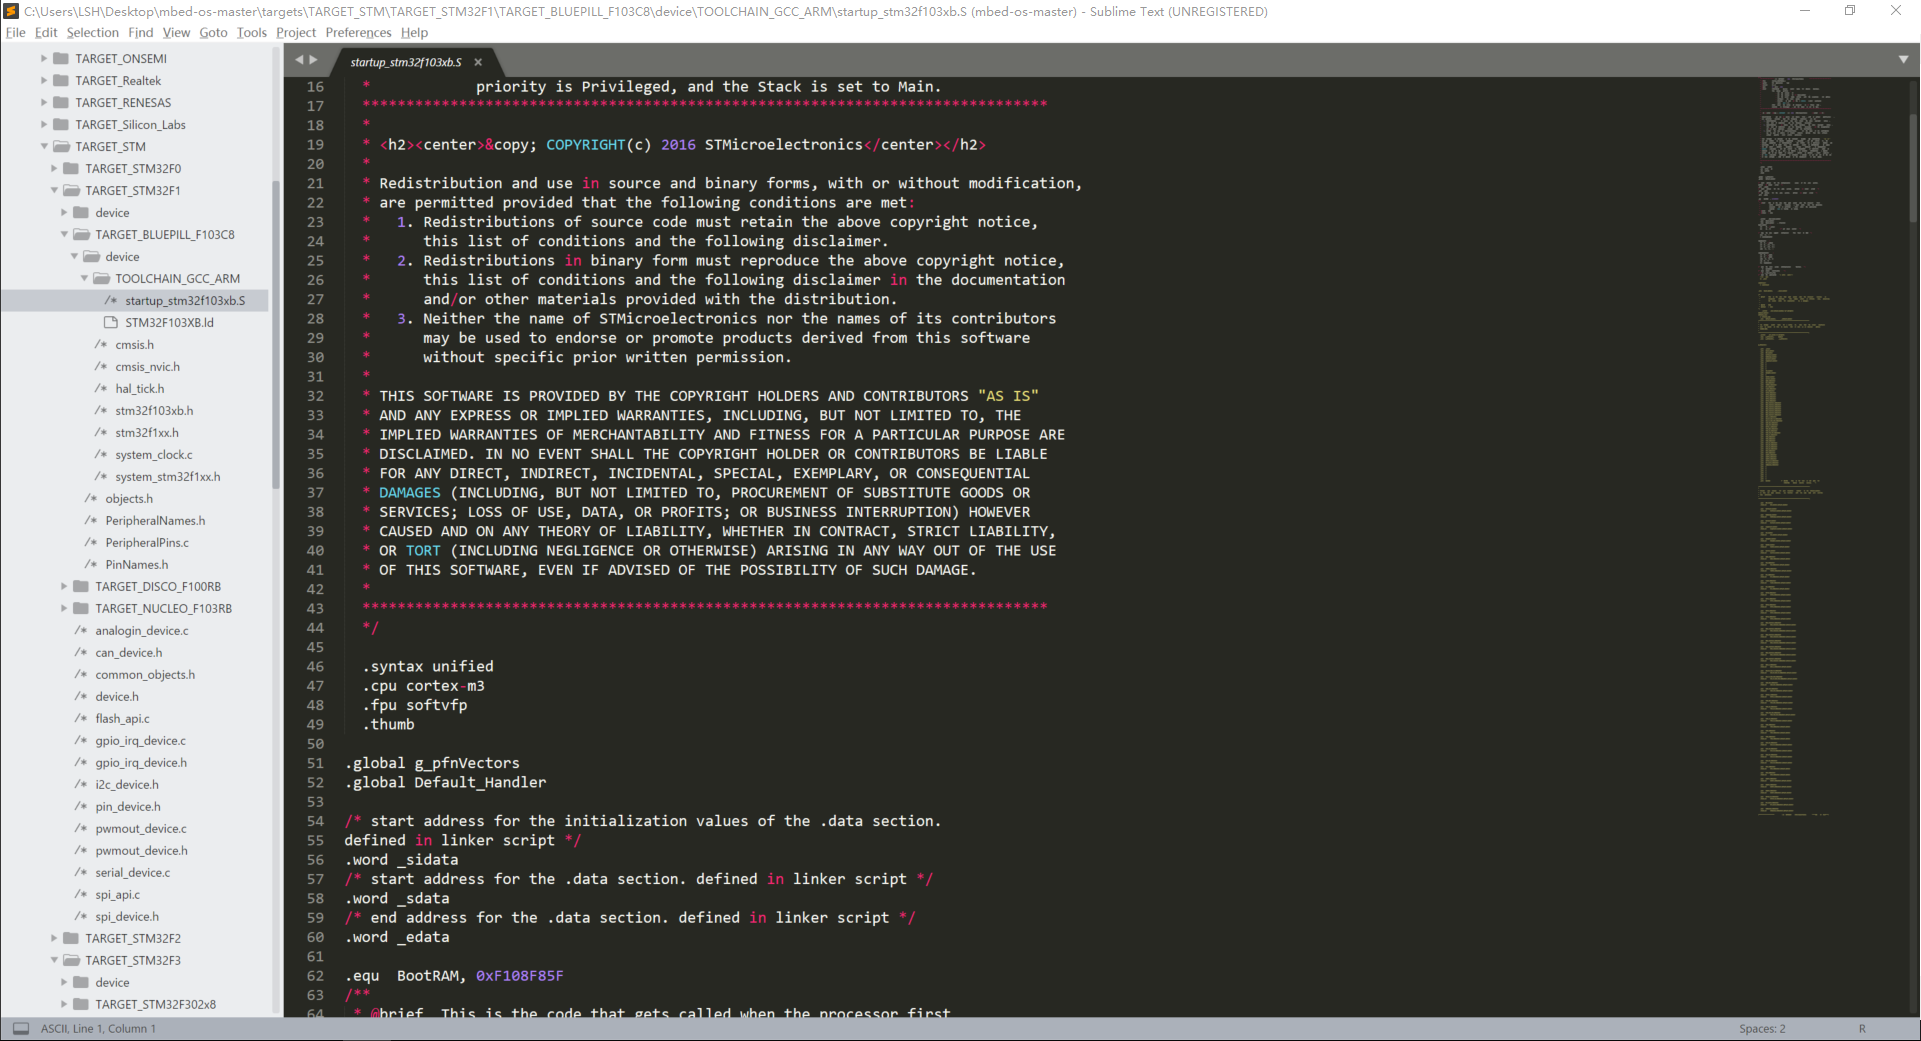 C:\Users\LSH\Desktop\mbed-os-master\targets\TARGET_STM\TARGET_STM32F1\TARGET_BLUEPILL_F103C8\device\TOOLCHAIN_GCC_ARM\startup_stm32f103xb.S (mbed-os-master) - Sublime Text (UNREGISTERED)
File Edit Selection Find View Goto Tools Project Preferences Help
TARGET_ONSEMI
TARGET_Realtek
TARGET_RENESAS
TARGET_Silicon_Labs
TARGET_STM
TARGET_STM32F0
TARGET_STM32F1
device
TARGET_BLUEPILL_F103C8
device
TOOLCHAIN_GCC_ARM
/* startup_stm32f103xb.S
STM32F103XB.ld
/* cmsis.h
/* cmsis_nvic.h
/* hal_tick.h
/* stm32f103xb.h
/* stm32f1xx.h
/* system_clock.c
/* system_stm32f1xx.h
/* objects.h
/* PeripheralNames.h
/* PeripheralPins.c
/* PinNames.h
TARGET_DISCO_F100RB
TARGET_NUCLEO_F103RB
/* analogin_device.c
/* can_device.h
/* common_objects.h
/* device.h
/* flash_api.c
/* gpio_irq_device.c
/* gpio_irq_device.h
/* i2c_device.h
/* pin_device.h
/* pwmout_device.c
/* pwmout_device.h
/* serial_device.c
/* spi_api.c
/* spi_device.h
TARGET_STM32F2
TARGET_STM32F3
device
TARGET_STM32F302x8
startup_stm32f103xb.S ×
16 * priority is Privileged, and the Stack is set to Main.
17 ******************************************************************************
18 *
19 * <h2><center>&copy; COPYRIGHT(c) 2016 STMicroelectronics</center></h2>
20 *
21 * Redistribution and use in source and binary forms, with or without modification,
22 * are permitted provided that the following conditions are met:
23 * 1. Redistributions of source code must retain the above copyright notice,
24 * this list of conditions and the following disclaimer.
25 * 2. Redistributions in binary form must reproduce the above copyright notice,
26 * this list of conditions and the following disclaimer in the documentation
27 * and/or other materials provided with the distribution.
28 * 3. Neither the name of STMicroelectronics nor the names of its contributors
29 * may be used to endorse or promote products derived from this software
30 * without specific prior written permission.
31 *
32 * THIS SOFTWARE IS PROVIDED BY THE COPYRIGHT HOLDERS AND CONTRIBUTORS "AS IS"
33 * AND ANY EXPRESS OR IMPLIED WARRANTIES, INCLUDING, BUT NOT LIMITED TO, THE
34 * IMPLIED WARRANTIES OF MERCHANTABILITY AND FITNESS FOR A PARTICULAR PURPOSE ARE
35 * DISCLAIMED. IN NO EVENT SHALL THE COPYRIGHT HOLDER OR CONTRIBUTORS BE LIABLE
36 * FOR ANY DIRECT, INDIRECT, INCIDENTAL, SPECIAL, EXEMPLARY, OR CONSEQUENTIAL
37 * DAMAGES (INCLUDING, BUT NOT LIMITED TO, PROCUREMENT OF SUBSTITUTE GOODS OR
38 * SERVICES; LOSS OF USE, DATA, OR PROFITS; OR BUSINESS INTERRUPTION) HOWEVER
39 * CAUSED AND ON ANY THEORY OF LIABILITY, WHETHER IN CONTRACT, STRICT LIABILITY,
40 * OR TORT (INCLUDING NEGLIGENCE OR OTHERWISE) ARISING IN ANY WAY OUT OF THE USE
41 * OF THIS SOFTWARE, EVEN IF ADVISED OF THE POSSIBILITY OF SUCH DAMAGE.
42 *
43 ******************************************************************************
44 */
45
46 .syntax unified
47 .cpu cortex-m3
48 .fpu softvfp
49 .thumb
50
51 .global g_pfnVectors
52 .global Default_Handler
53
54 /* start address for the initialization values of the .data section.
55 defined in linker script */
56 .word _sidata
57 /* start address for the .data section. defined in linker script */
58 .word _sdata
59 /* end address for the .data section. defined in linker script */
60 .word _edata
61
62 .equ BootRAM, 0xF108F85F
63 /**
64 * @brief This is the code that gets called when the processor first
ASCII, Line 1, Column 1
Spaces: 2
R